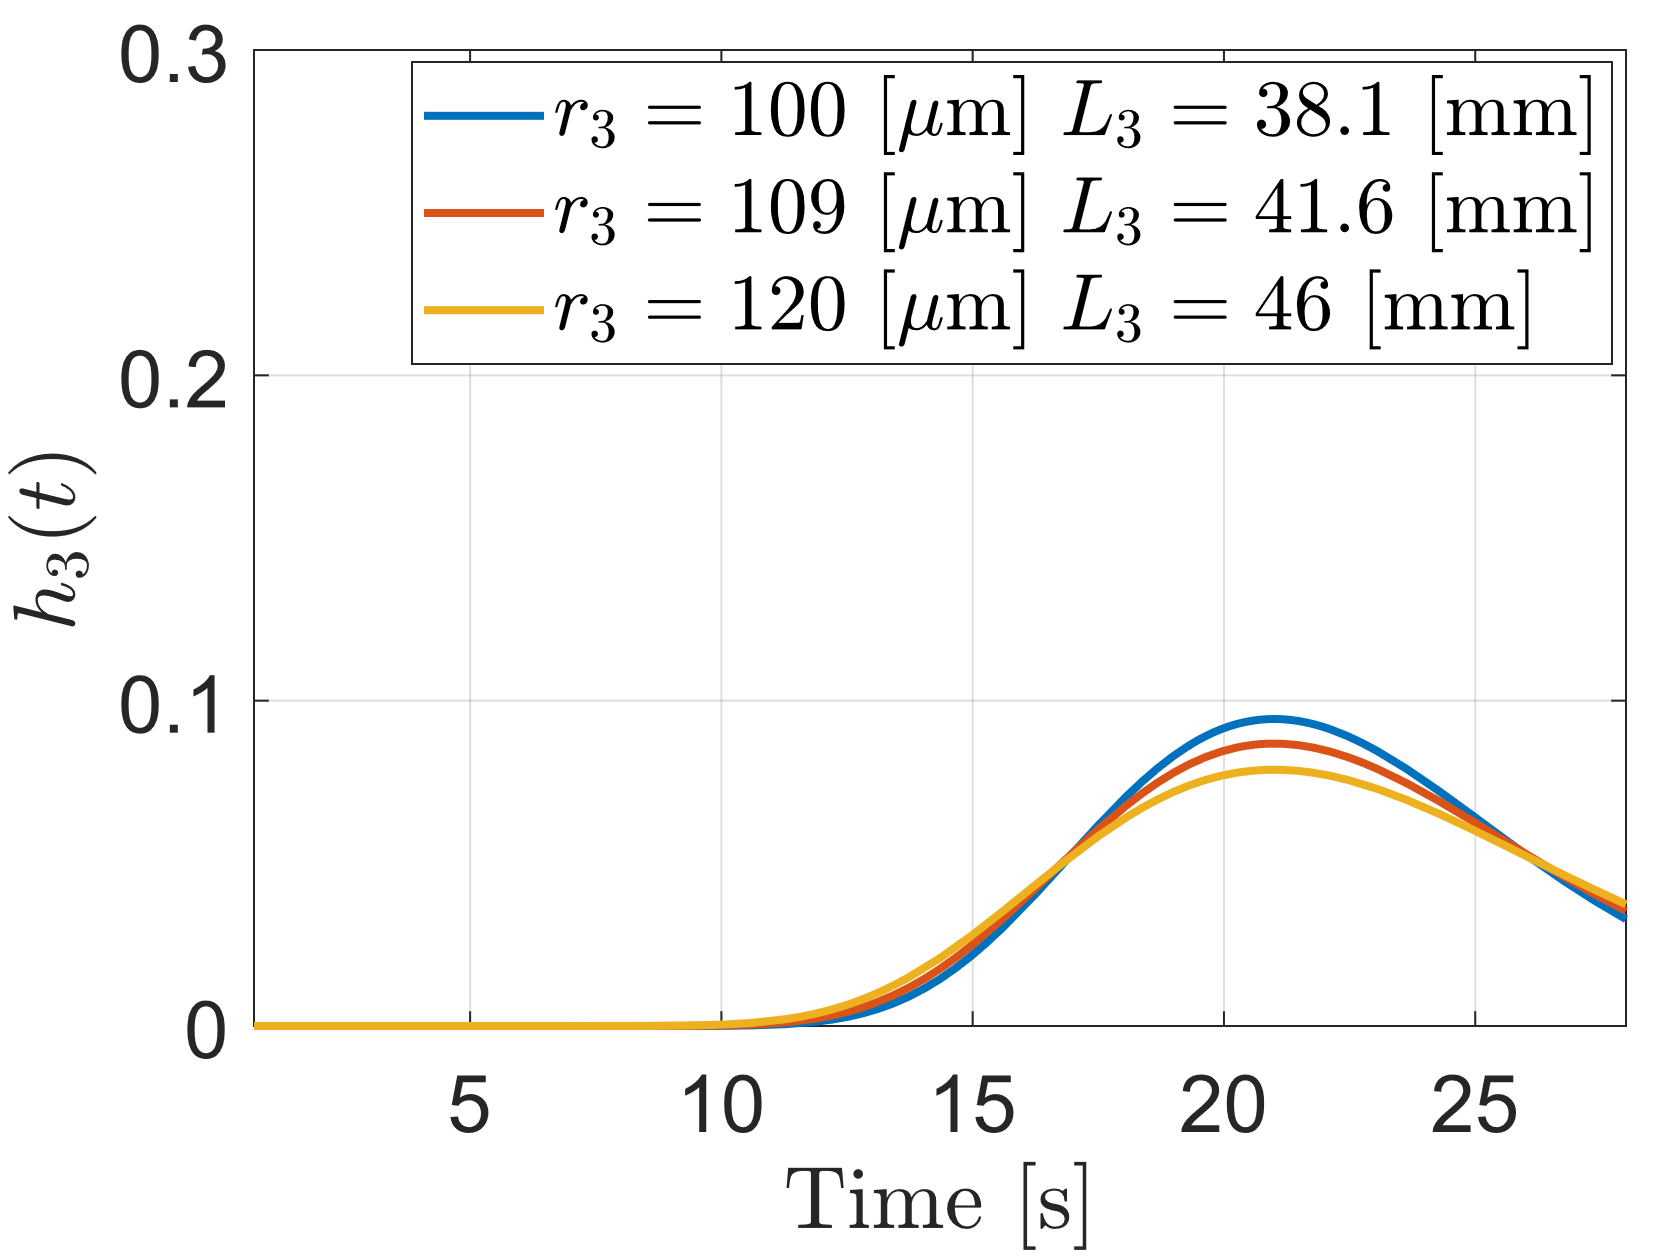 0.3
0.2
0.1
0
h₃(t)
r₃ = 100 [μm] L₃ = 38.1 [mm]
r₃ = 109 [μm] L₃ = 41.6 [mm]
r₃ = 120 [μm] L₃ = 46 [mm]
5 10 15 20 25
Time [s]